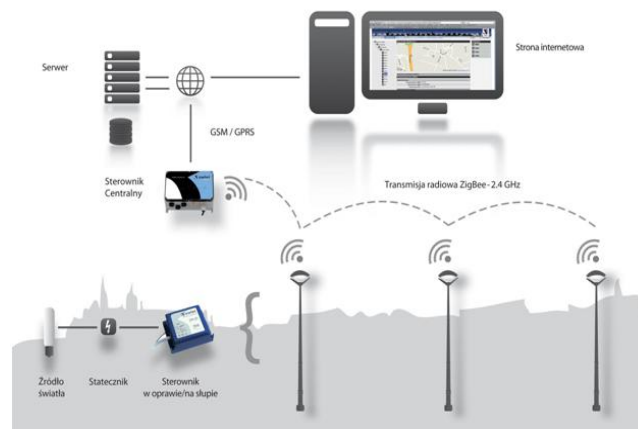 Serwer
Strona internetowa
GSM / GPRS
Sterownik
Centralny
Transmisja radiowa ZigBee - 2.4 GHz
Źródło
światła
Statecznik
Sterownik
w oprawie/na słupie